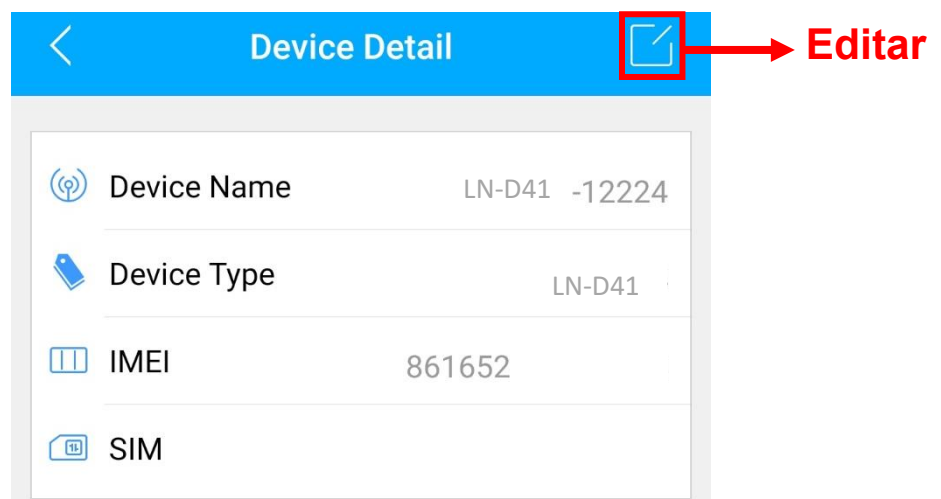 Device Detail
Editar
Device Name LN-D41 -12224
Device Type LN-D41
IMEI 861652
SIM